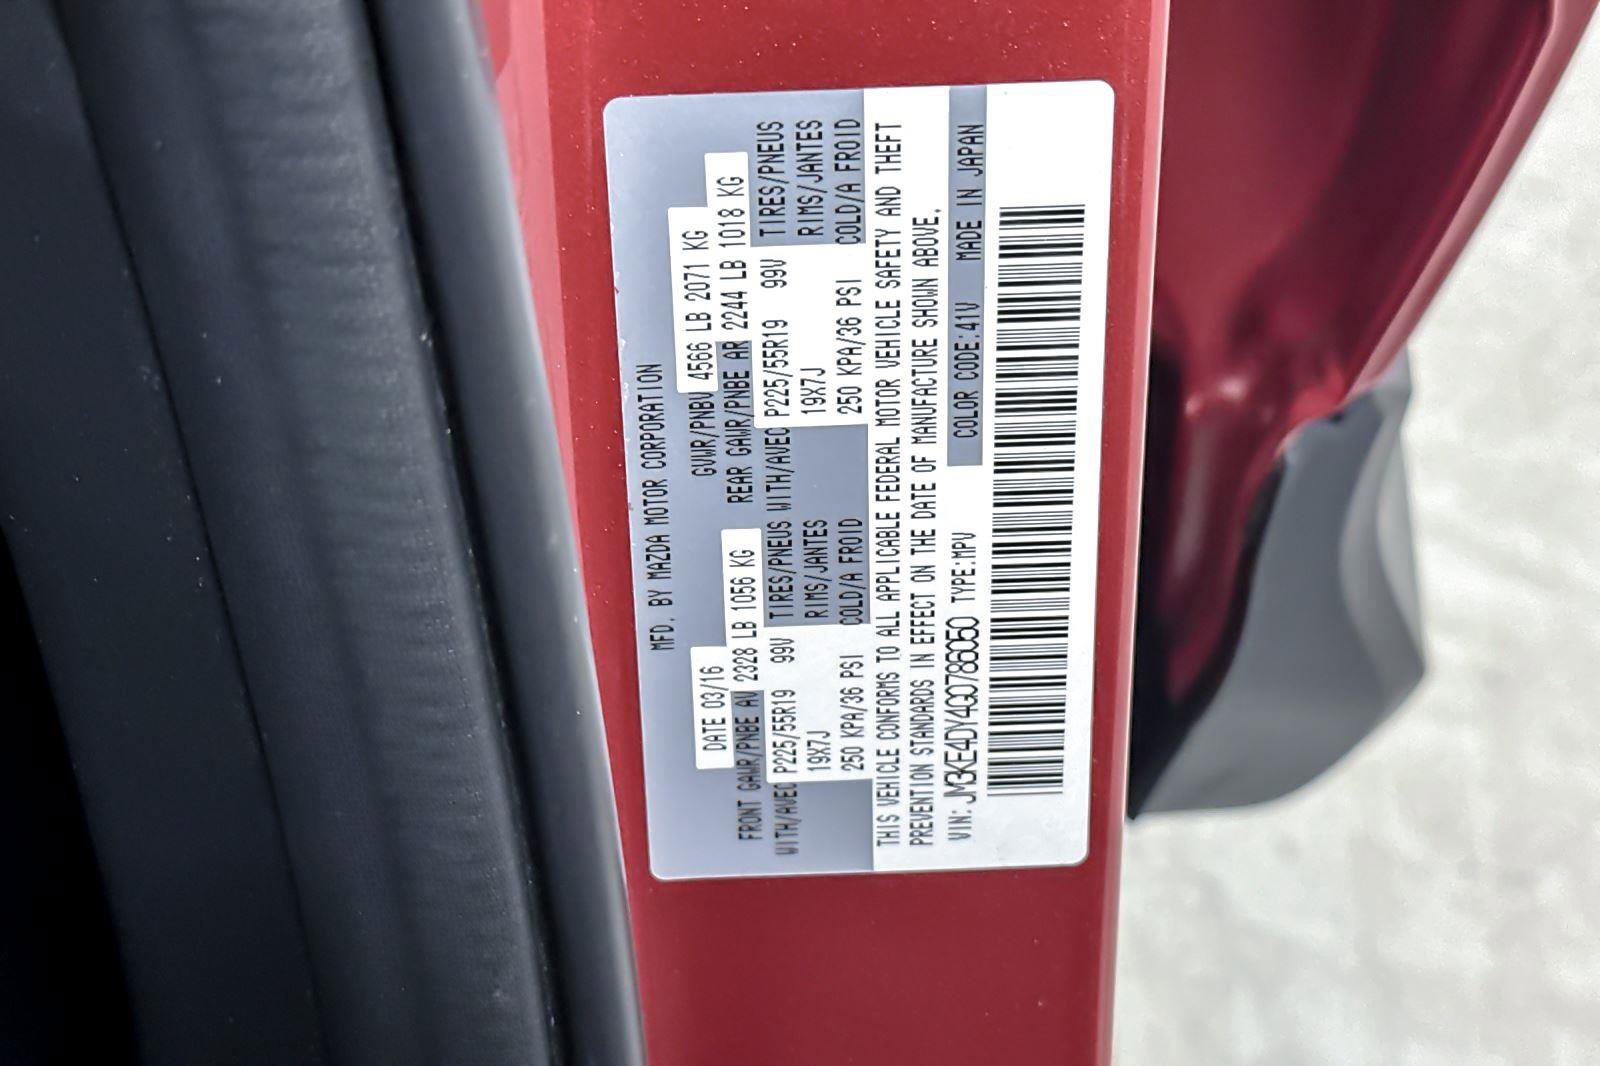 MFD. BY MAZDA MOTOR CORPORATION
DATE 03/16 GVWR/PNBV 4566 LB 2071 KG
FRONT GAWR/PNBE AV 2328 LB 1056 KG REAR GAWR/PNBE AR 2244 LB 1018 KG
WITH/AVEC P225/55R19 99V TIRES/PNEUS WITH/AVEC P225/55R19 99V TIRES/PNEUS
19X7J RIMS/JANTES 19X7J RIMS/JANTES
250 KPA/36 PSI COLD/A FROID 250 KPA/36 PSI COLD/A FROID
THIS VEHICLE CONFORMS TO ALL APPLICABLE FEDERAL MOTOR VEHICLE SAFETY AND THEFT
PREVENTION STANDARDS IN EFFECT ON THE DATE OF MANUFACTURE SHOWN ABOVE.
VIN: JM3KE4DY4G0786050 TYPE:MPV COLOR CODE:41V MADE IN JAPAN